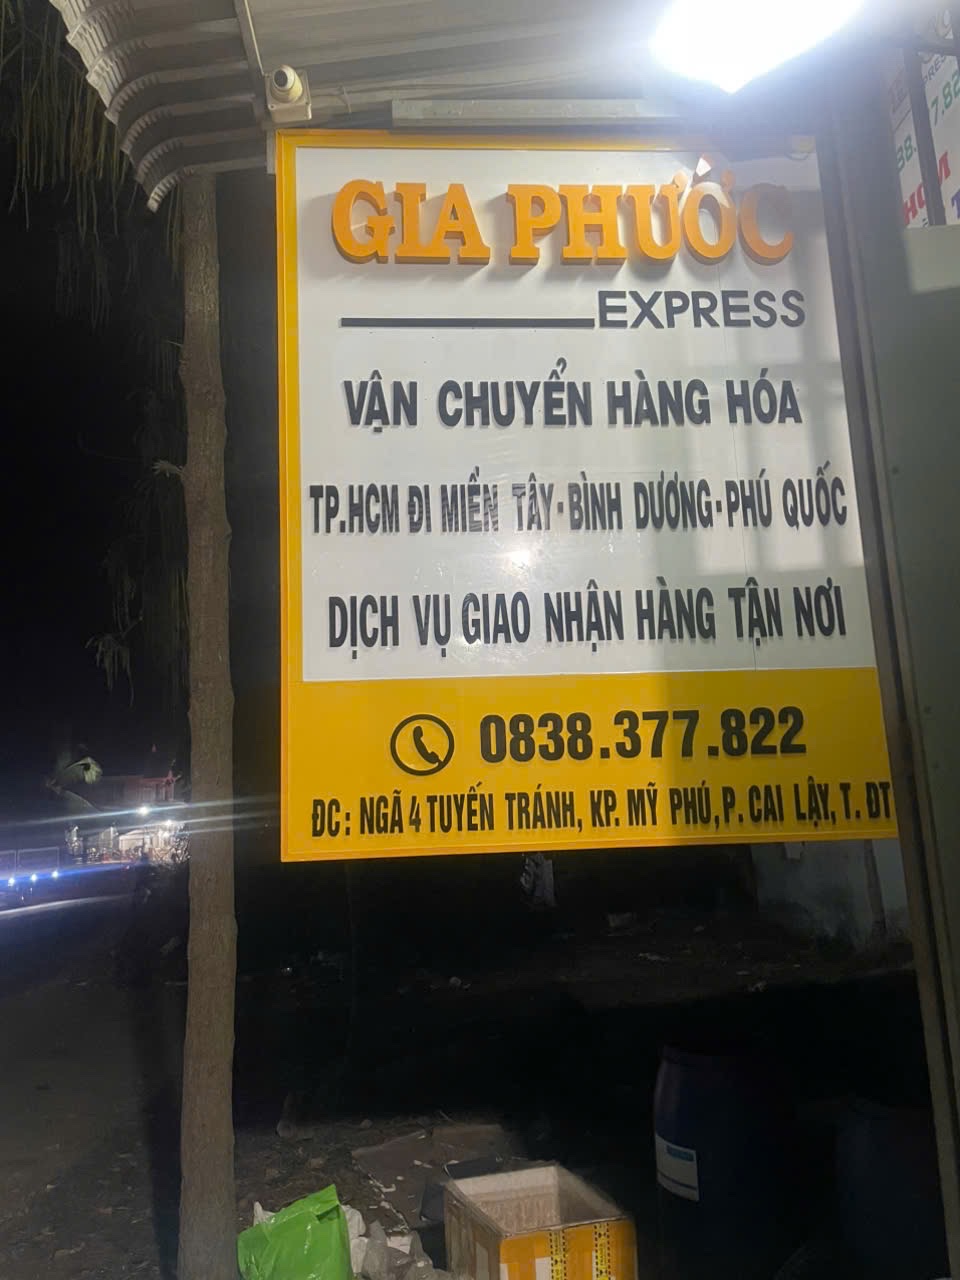 GIA PHƯỚC
EXPRESS
VẬN CHUYỂN HÀNG HÓA
TP.HCM ĐI MIỀN TÂY-BÌNH DƯƠNG-PHÚ QUỐC
DỊCH VỤ GIAO NHẬN HÀNG TẬN NƠI
0838.377.822
ĐC: NGÃ 4 TUYẾN TRÁNH, KP. MỸ PHÚ, P. CAI LẬY, T. ĐT